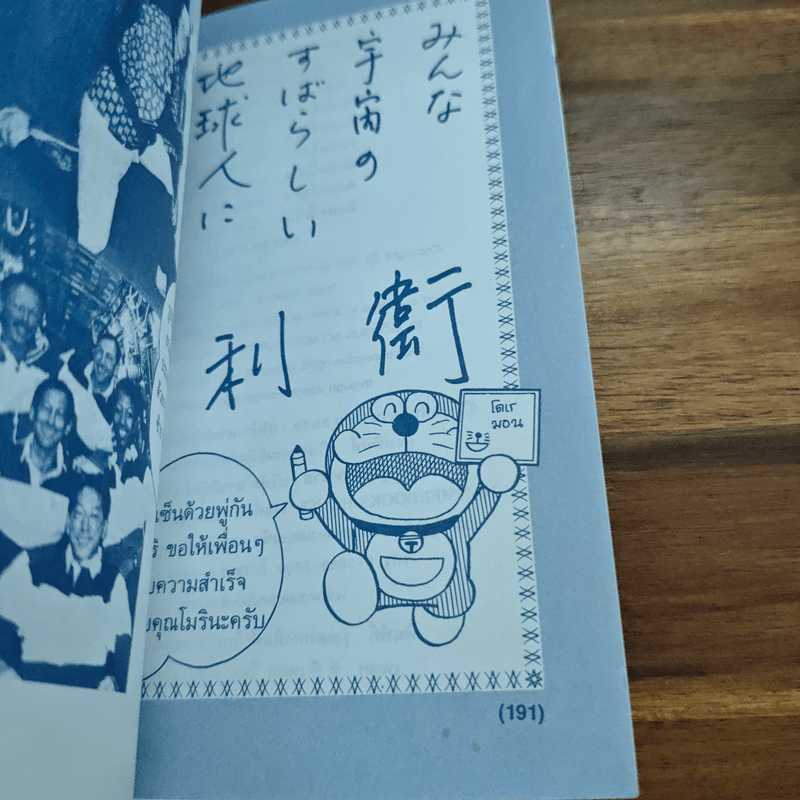 みんな
宇宙の
すばらしい
地球人に
利 衛
โดเร
มอน
เซ็นด้วยพู่กัน
ขอให้เพื่อนๆ
ความสำเร็จ
คุณโมรินะครับ
(191)